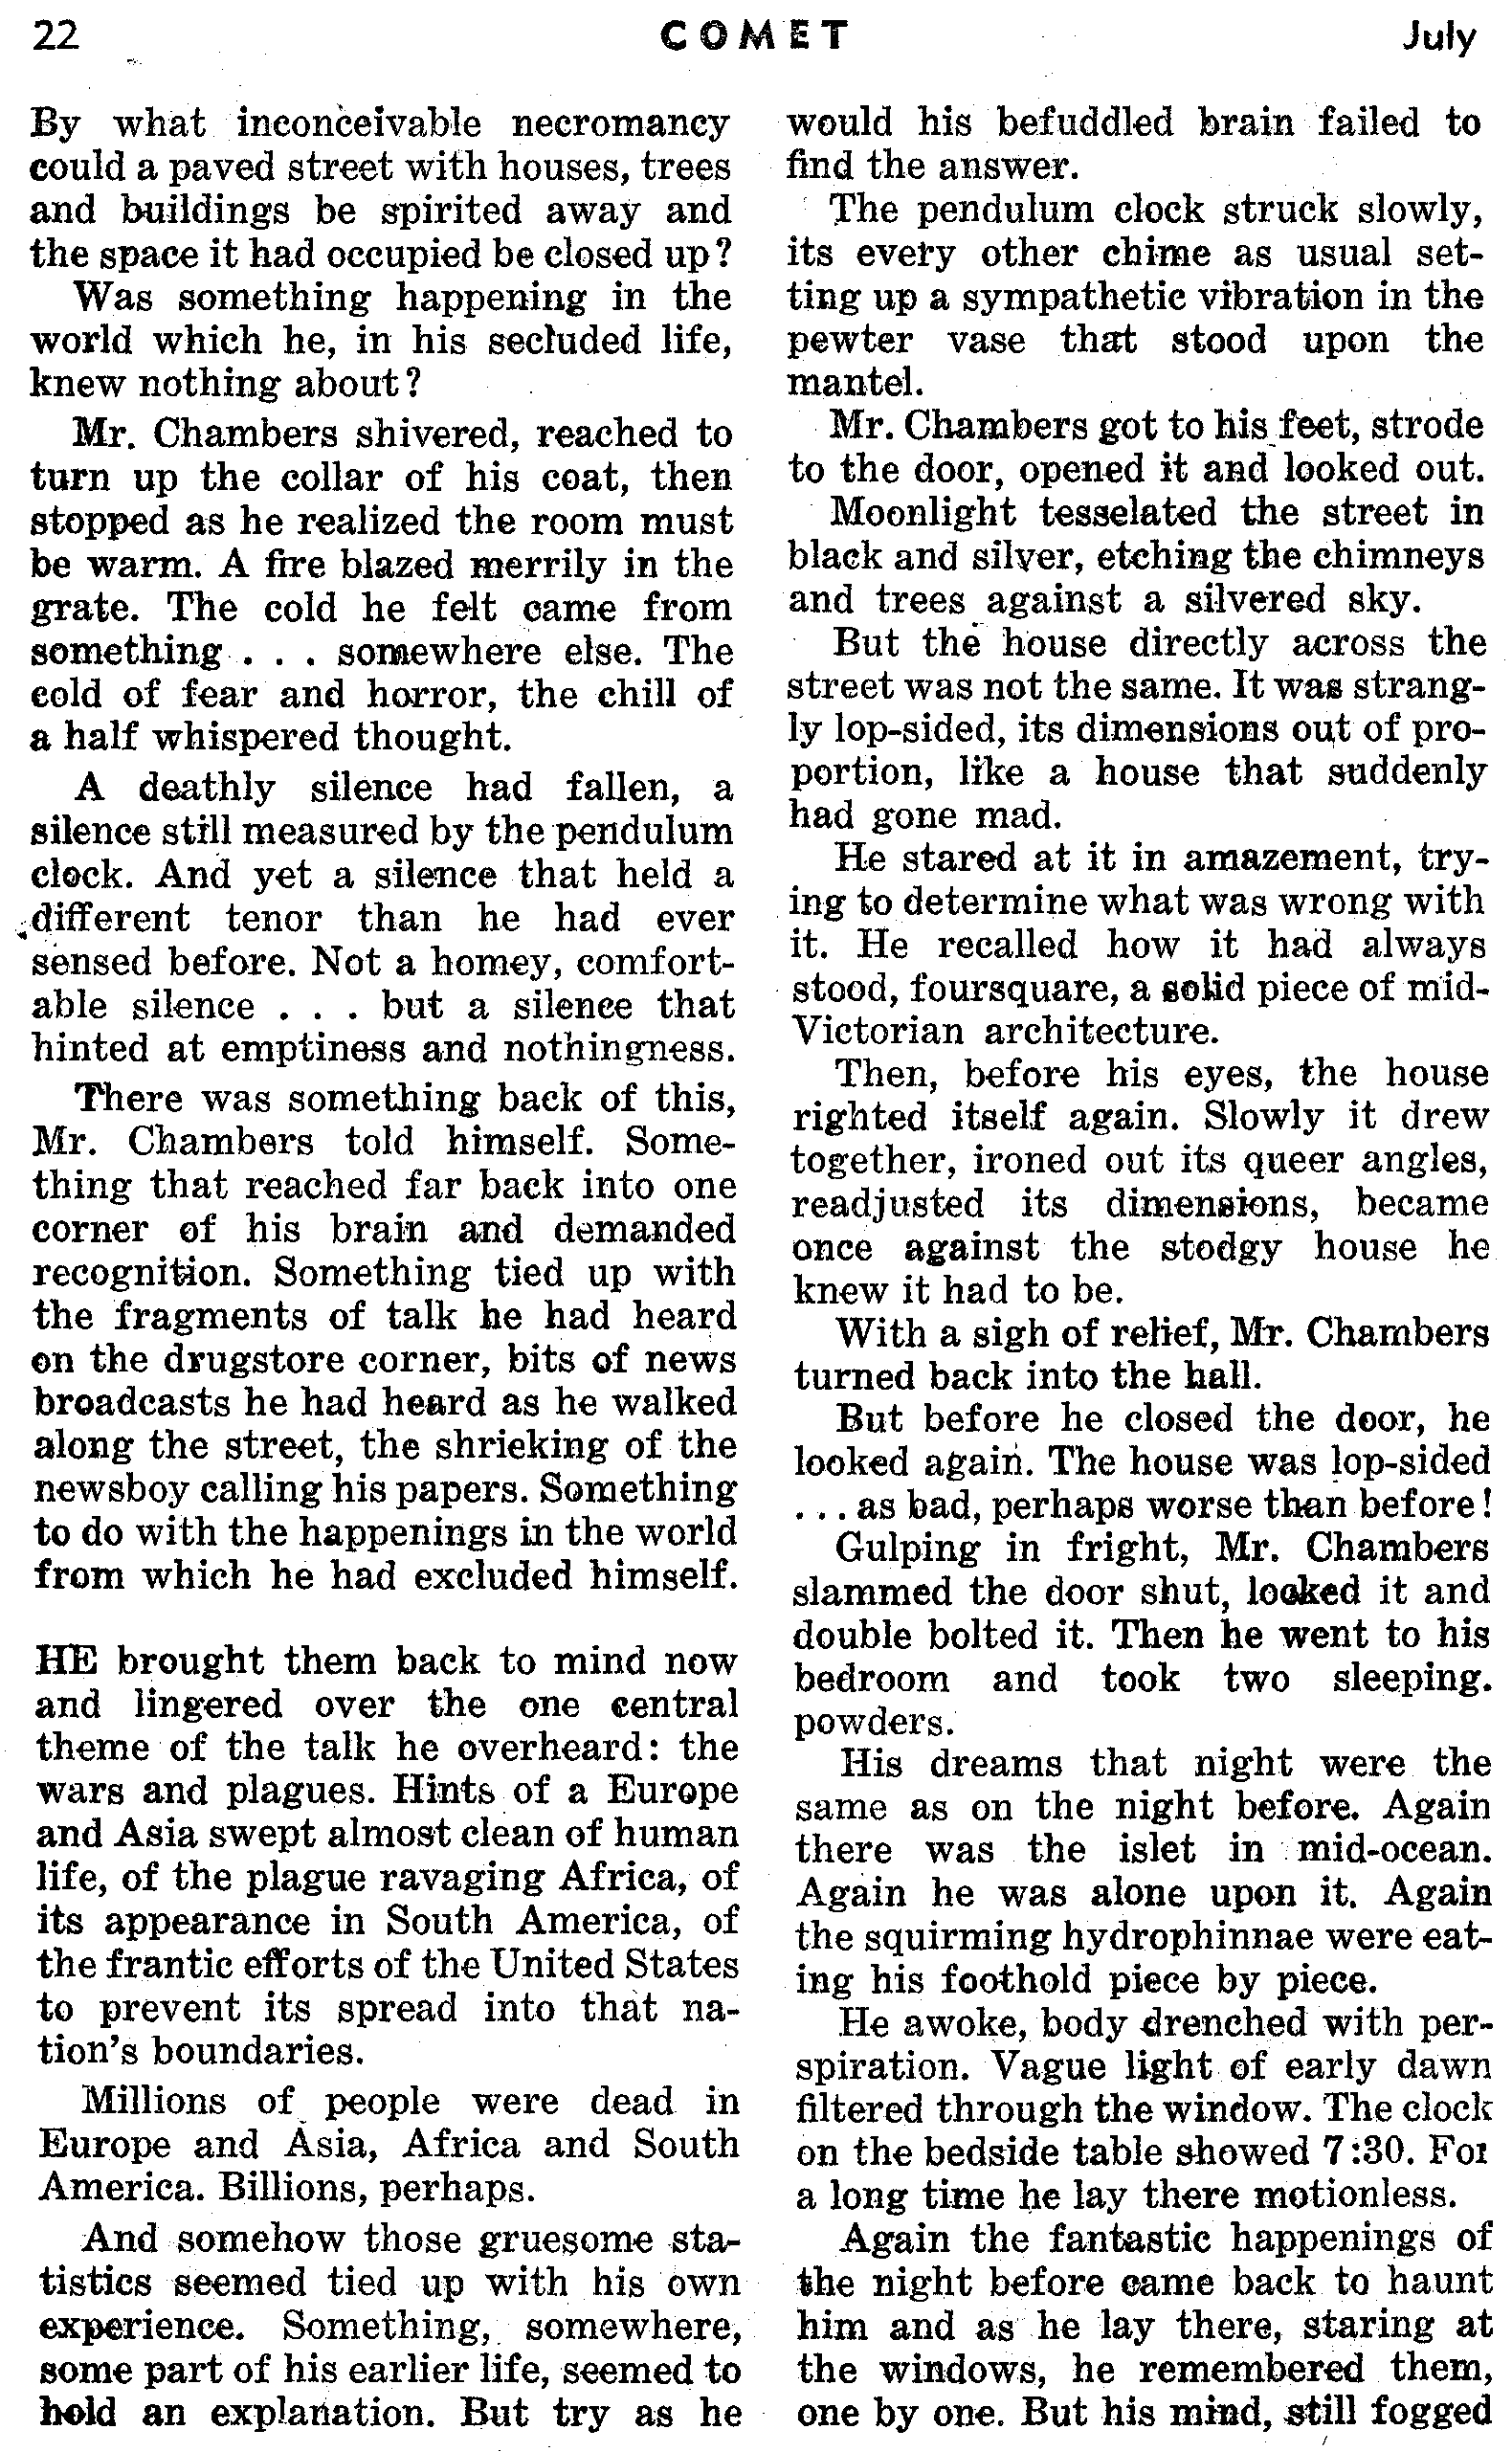 22 COMET July
By what inconceivable necromancy
could a paved street with houses, trees
and buildings be spirited away and
the space it had occupied be closed up?
Was something happening in the
world which he, in his secluded life,
knew nothing about?
Mr. Chambers shivered, reached to
turn up the collar of his coat, then
stopped as he realized the room must
be warm. A fire blazed merrily in the
grate. The cold he felt came from
something . . . somewhere else. The
cold of fear and horror, the chill of
a half whispered thought.
A deathly silence had fallen, a
silence still measured by the pendulum
clock. And yet a silence that held a
different tenor than he had ever
sensed before. Not a homey, comfort-
able silence . . . but a silence that
hinted at emptiness and nothingness.
There was something back of this,
Mr. Chambers told himself. Some-
thing that reached far back into one
corner of his brain and demanded
recognition. Something tied up with
the fragments of talk he had heard
on the drugstore corner, bits of news
broadcasts he had heard as he walked
along the street, the shrieking of the
newsboy calling his papers. Something
to do with the happenings in the world
from which he had excluded himself.
HE brought them back to mind now
and lingered over the one central
theme of the talk he overheard: the
wars and plagues. Hints of a Europe
and Asia swept almost clean of human
life, of the plague ravaging Africa, of
its appearance in South America, of
the frantic efforts of the United States
to prevent its spread into that na-
tion's boundaries.
Millions of people were dead in
Europe and Asia, Africa and South
America. Billions, perhaps.
And somehow those gruesome sta-
tistics seemed tied up with his own
experience. Something, somewhere,
some part of his earlier life, seemed to
hold an explanation. But try as he
would his befuddled brain failed to
find the answer.
The pendulum clock struck slowly,
its every other chime as usual set-
ting up a sympathetic vibration in the
pewter vase that stood upon the
mantel.
Mr. Chambers got to his feet, strode
to the door, opened it and looked out.
Moonlight tesselated the street in
black and silver, etching the chimneys
and trees against a silvered sky.
But the house directly across the
street was not the same. It was strang-
ly lop-sided, its dimensions out of pro-
portion, like a house that suddenly
had gone mad.
He stared at it in amazement, try-
ing to determine what was wrong with
it. He recalled how it had always
stood, foursquare, a solid piece of mid-
Victorian architecture.
Then, before his eyes, the house
righted itself again. Slowly it drew
together, ironed out its queer angles,
readjusted its dimensions, became
once against the stodgy house he
knew it had to be.
With a sigh of relief, Mr. Chambers
turned back into the hall.
But before he closed the door, he
looked again. The house was lop-sided
. . . as bad, perhaps worse than before!
Gulping in fright, Mr. Chambers
slammed the door shut, looked it and
double bolted it. Then he went to his
bedroom and took two sleeping.
powders.
His dreams that night were the
same as on the night before. Again
there was the islet in mid-ocean.
Again he was alone upon it. Again
the squirming hydrophinnae were eat-
ing his foothold piece by piece.
He awoke, body drenched with per-
spiration. Vague light of early dawn
filtered through the window. The clock
on the bedside table showed 7:30. For
a long time he lay there motionless.
Again the fantastic happenings of
the night before came back to haunt
him and as he lay there, staring at
the windows, he remembered them,
one by one. But his mind, still fogged